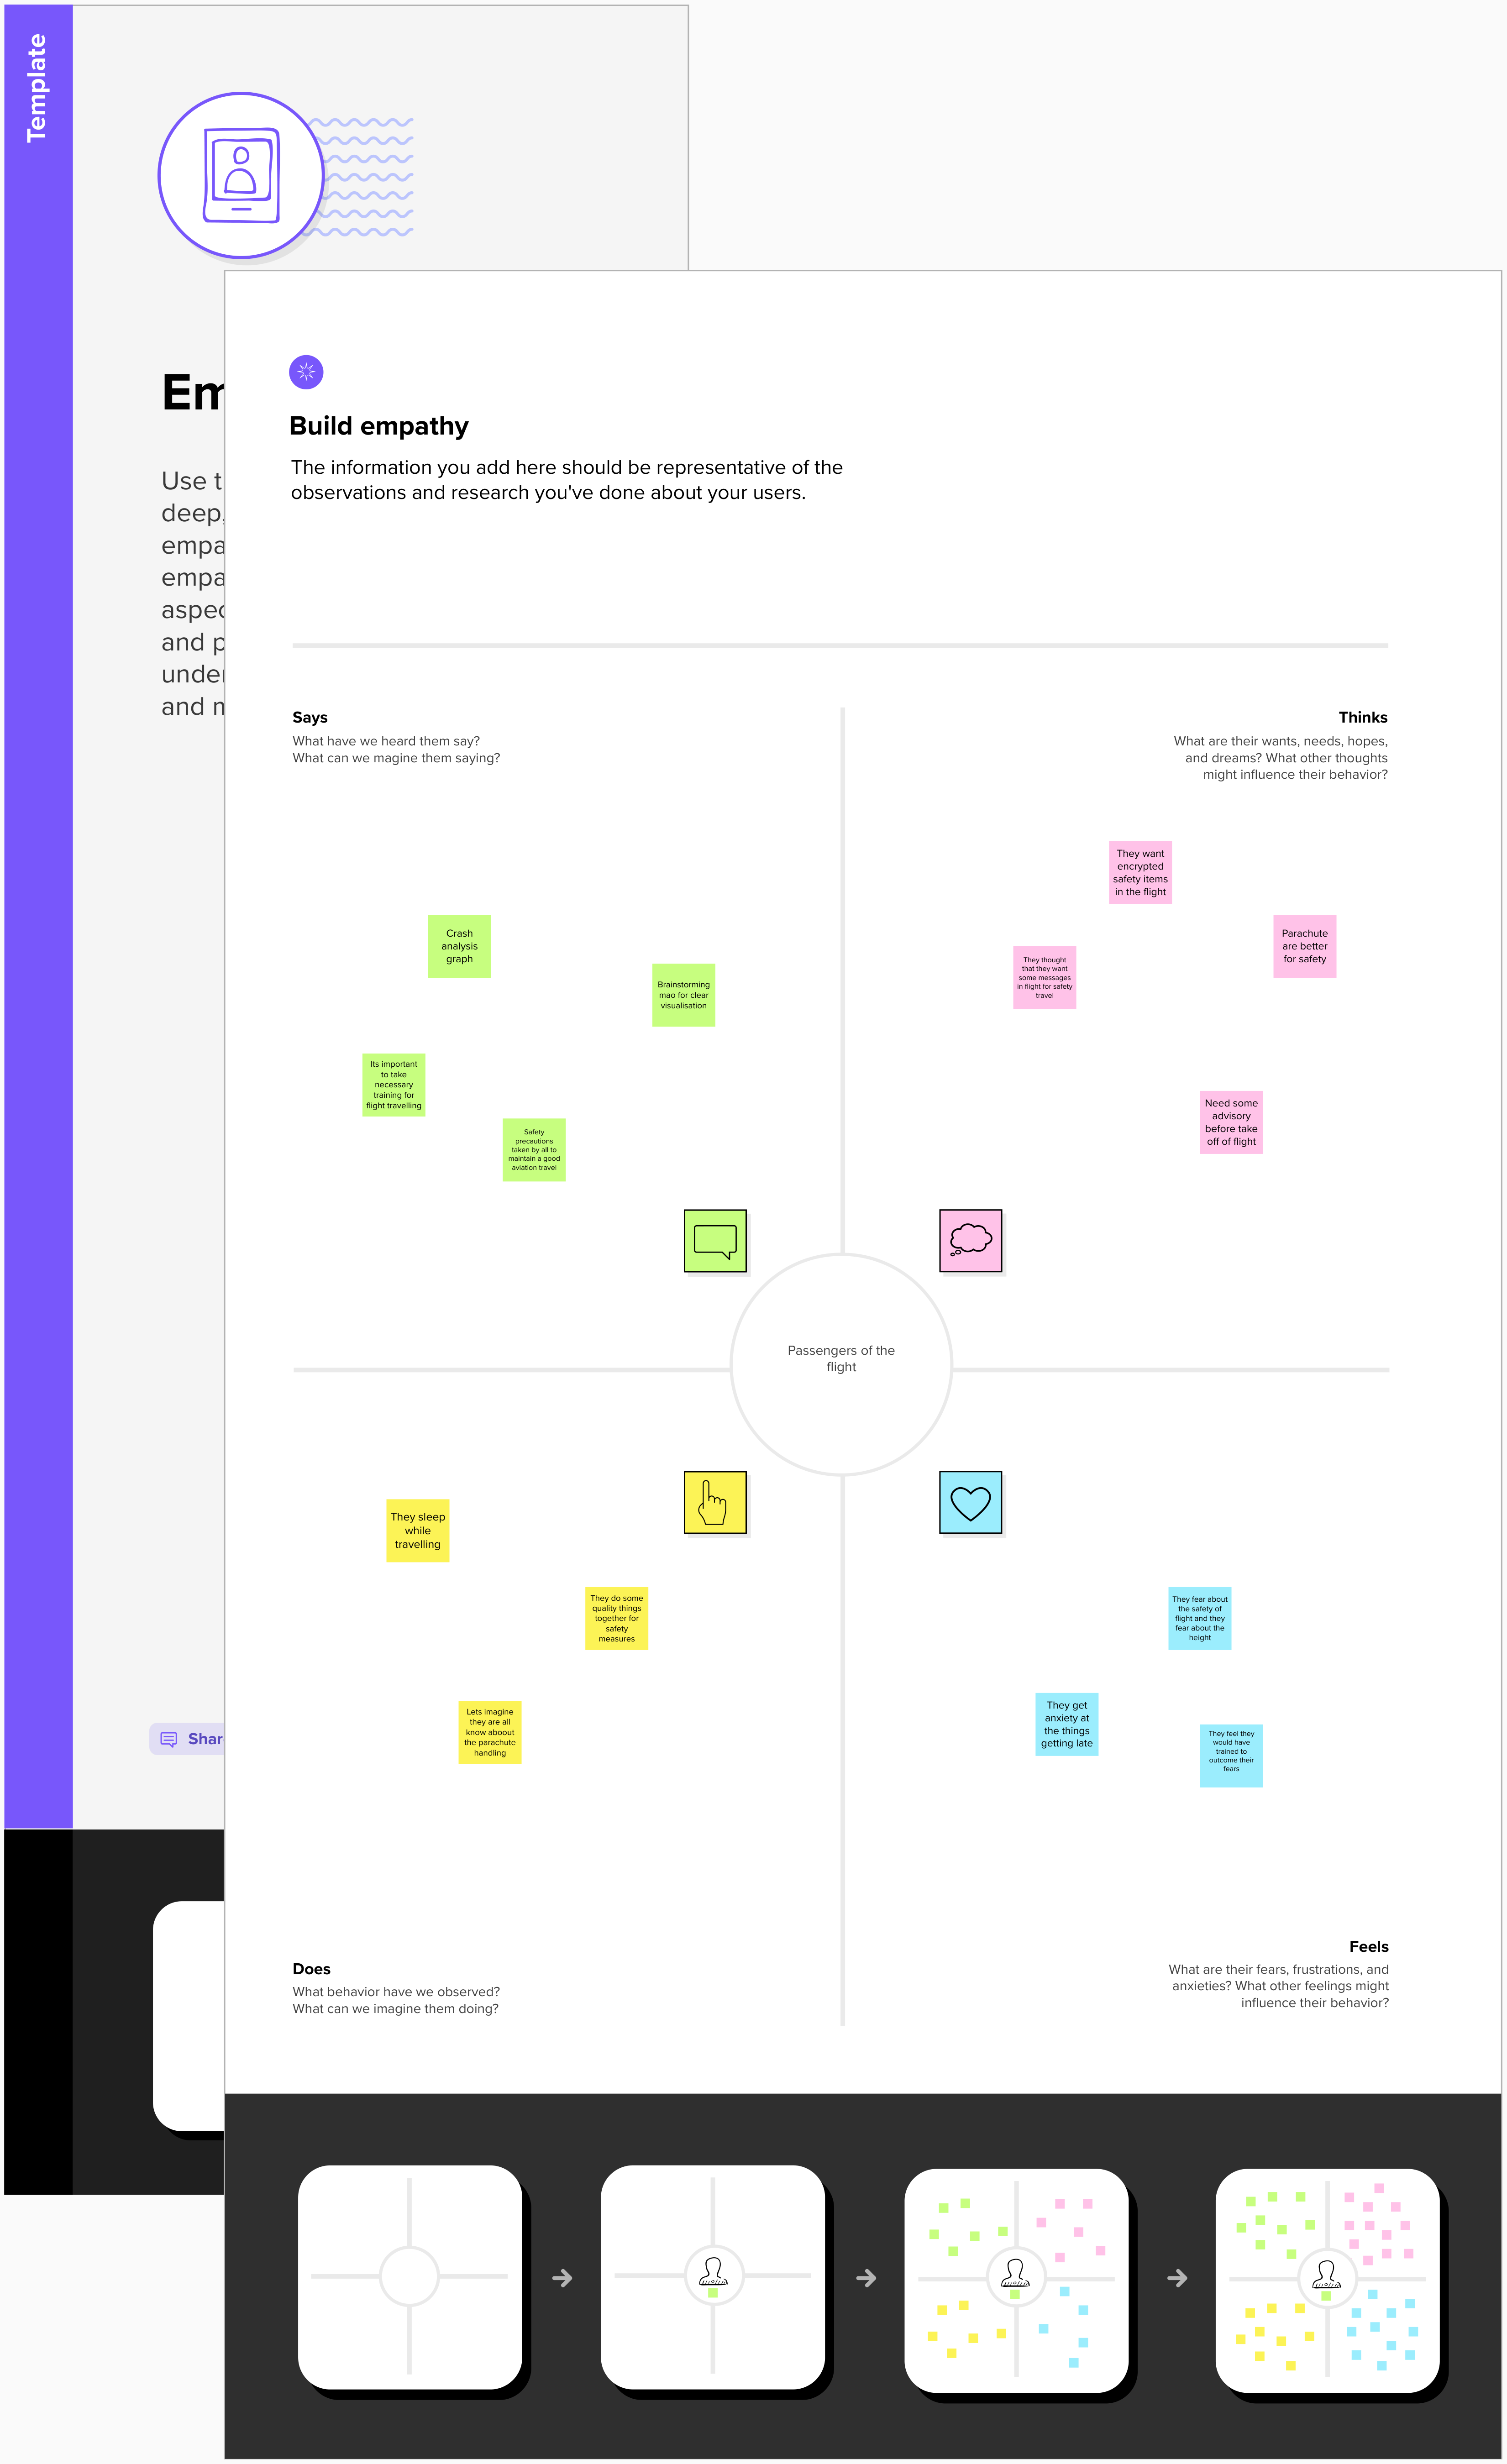 Template
Em
Use t
deep,
empa
empa
aspec
and p
under
and m
Shar
Build empathy
The information you add here should be representative of the
observations and research you've done about your users.
Says
What have we heard them say?
What can we magine them saying?
Thinks
What are their wants, needs, hopes,
and dreams? What other thoughts
might influence their behavior?
Crash
analysis
graph
Brainstorming
mao for clear
visualisation
Its important
to take
necessary
training for
flight travelling
Safety
precautions
taken by all to
maintain a good
aviation travel
They want
encrypted
safety items
in the flight
They thought
that they want
some messages
in flight for safety
travel
Parachute
are better
for safety
Need some
advisory
before take
off of flight
Passengers of the
flight
They sleep
while
travelling
They do some
quality things
together for
safety
measures
Lets imagine
they are all
know aboout
the parachute
handling
They fear about
the safety of
flight and they
fear about the
height
They get
anxiety at
the things
getting late
They feel they
would have
trained to
outcome their
fears
Does
What behavior have we observed?
What can we imagine them doing?
Feels
What are their fears, frustrations, and
anxieties? What other feelings might
influence their behavior?